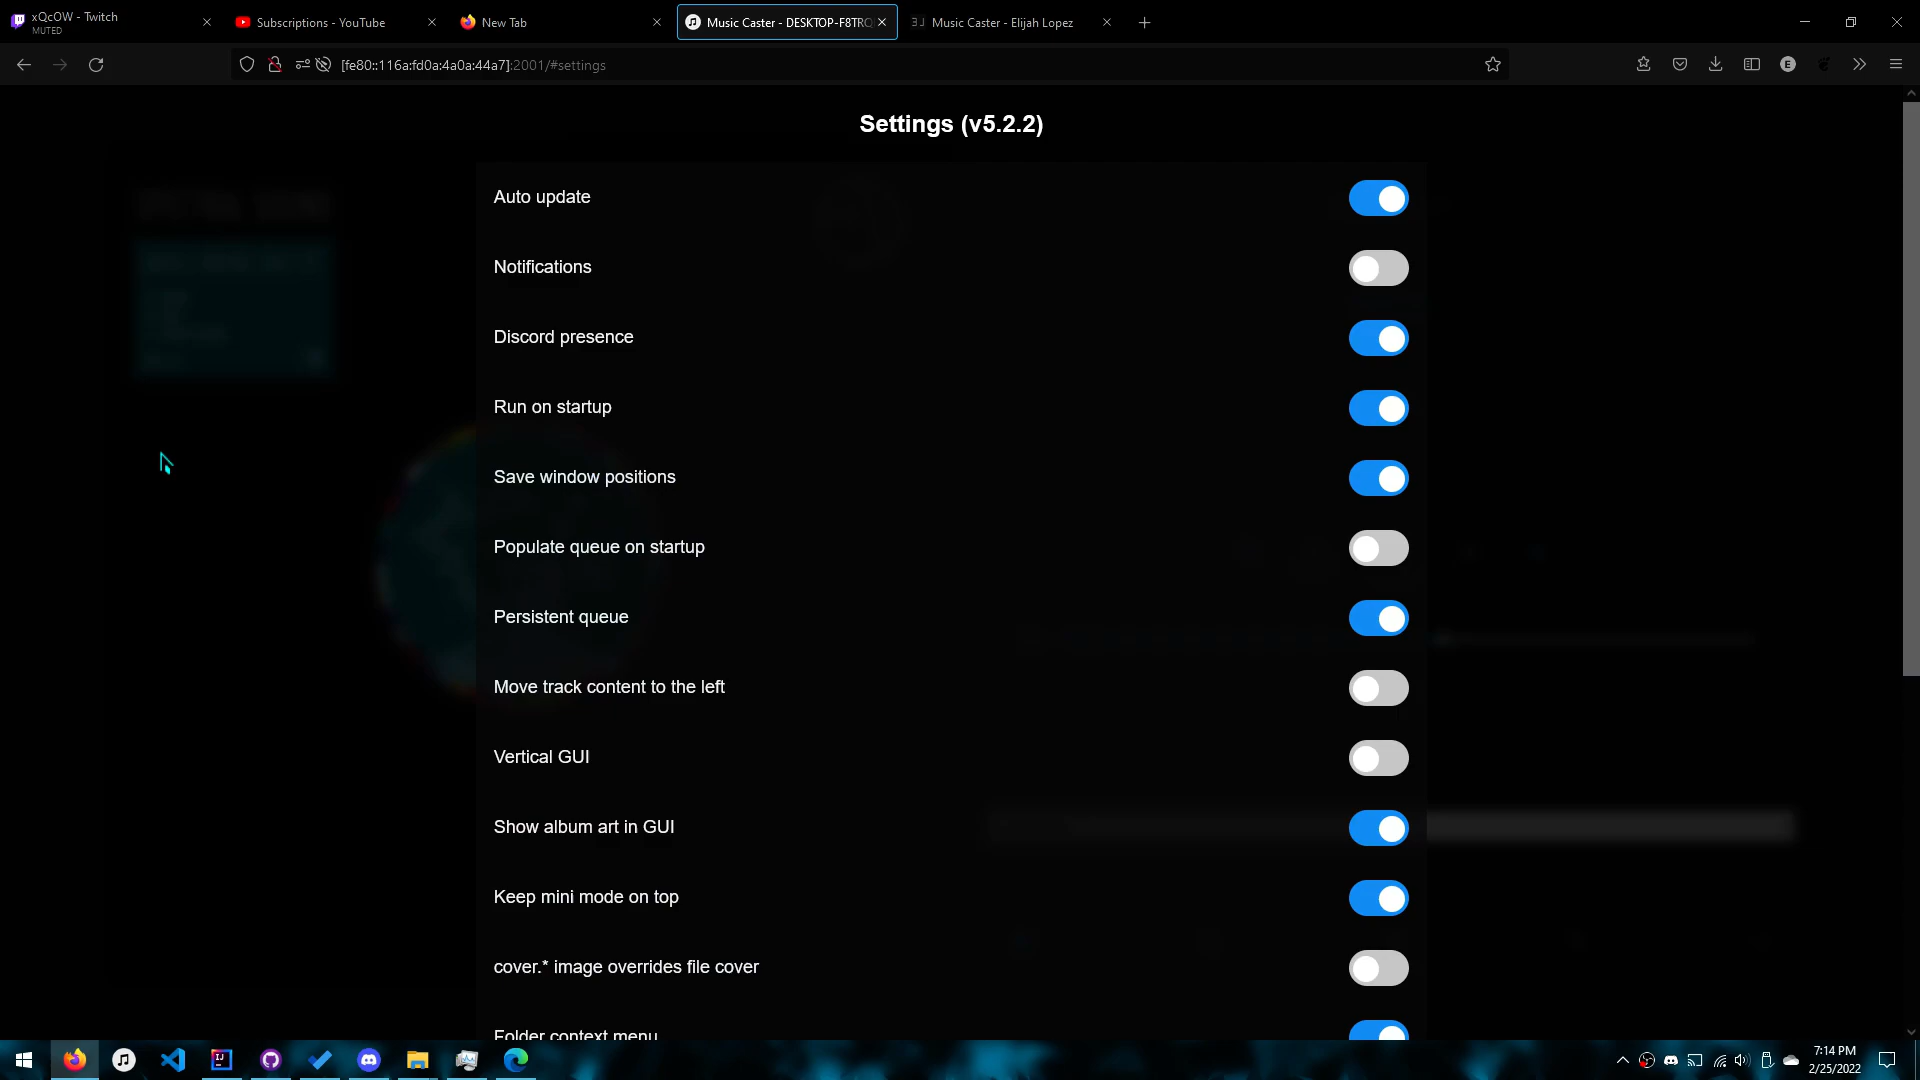 xQcOW - Twitch
MUTED
Subscriptions - YouTube
New Tab
Music Caster - DESKTOP-F8TRQ
Music Caster - Elijah Lopez
[fe80::116a:fd0a:4a0a:44a7]:2001/#settings
Settings (v5.2.2)
Auto update
Notifications
Discord presence
Run on startup
Save window positions
Populate queue on startup
Persistent queue
Move track content to the left
Vertical GUI
Show album art in GUI
Keep mini mode on top
cover.* image overrides file cover
Folder context menu
7:14 PM
2/25/2022